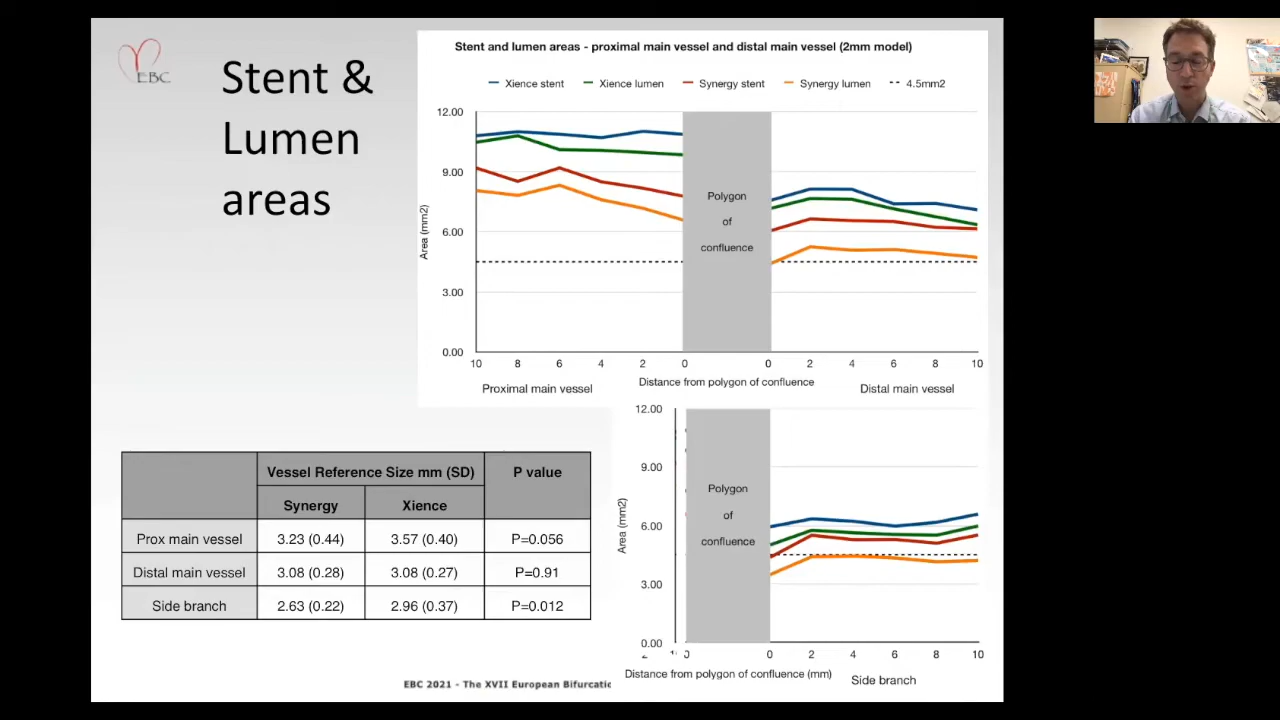 EBC
Stent &
Lumen
areas
Stent and lumen areas - proximal main vessel and distal main vessel (2mm model)
Xience stent Xience lumen Synergy stent Synergy lumen 4.5mm2
12.00
9.00
6.00
3.00
0.00
Area (mm2)
Polygon
of
confluence
10 8 6 4 2 0 0 2 4 6 8 10
Proximal main vessel Distance from polygon of confluence Distal main vessel
12.00
9.00
6.00
3.00
0.00
Area (mm2)
Polygon
of
confluence
0 2 4 6 8 10
Distance from polygon of confluence (mm) Side branch
Vessel Reference Size mm (SD) P value
Synergy Xience
Prox main vessel 3.23 (0.44) 3.57 (0.40) P=0.056
Distal main vessel 3.08 (0.28) 3.08 (0.27) P=0.91
Side branch 2.63 (0.22) 2.96 (0.37) P=0.012
EBC 2021 - The XVII European Bifurcatic